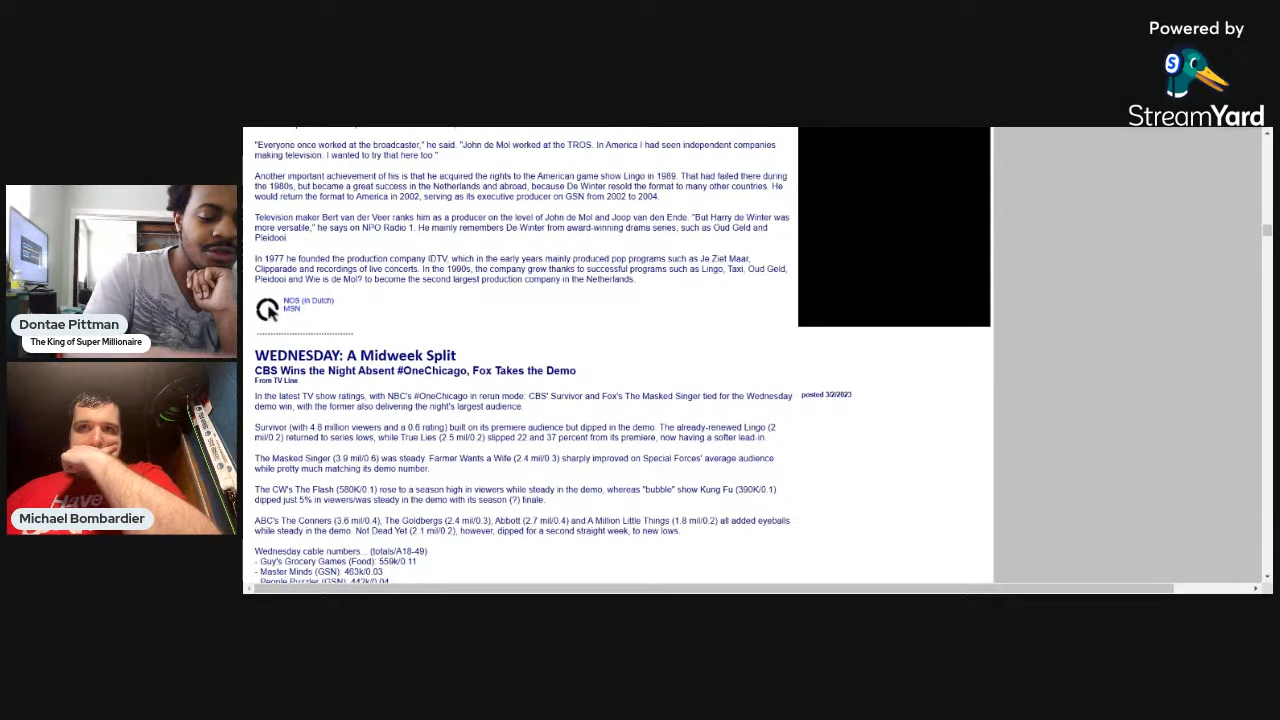 Powered by
StreamYard
"Everyone once worked at the broadcaster," he said. "John de Mol worked at the TROS. In America I had seen independent companies
making television. I wanted to try that here too."
Another important achievement of his is that he acquired the rights to the American game show Lingo in 1989. That had failed there during
the 1980s, but became a great success in the Netherlands and abroad, because De Winter resold the format to many other countries. He
would return the format to America in 2002, serving as its executive producer on GSN from 2002 to 2004.
Television maker Bert van der Veer ranks him as a producer on the level of John de Mol and Joop van den Ende. "But Harry de Winter was
more versatile," he says on NPO Radio 1. He mainly remembers De Winter from award-winning drama series, such as Oud Geld and
Pleidooi.
In 1977 he founded the production company IDTV, which in the early years mainly produced pop programs such as Je Ziet Maar,
Clipparade and recordings of live concerts. In the 1990s, the company grew thanks to successful programs such as Lingo, Taxi, Oud Geld,
Pleidooi and Wie is de Mol? to become the second largest production company in the Netherlands.
NOS (in Dutch)
MSN
--------------------------------
WEDNESDAY: A Midweek Split
CBS Wins the Night Absent #OneChicago, Fox Takes the Demo
From TV Line
In the latest TV show ratings, with NBC's #OneChicago in rerun mode: CBS' Survivor and Fox's The Masked Singer tied for the Wednesday
demo win, with the former also delivering the night's largest audience.
posted 3/2/2023
Survivor (with 4.8 million viewers and a 0.6 rating) built on its premiere audience but dipped in the demo. The already-renewed Lingo (2
mil/0.2) returned to series lows, while True Lies (2.5 mil/0.2) slipped 22 and 37 percent from its premiere, now having a softer lead-in.
The Masked Singer (3.9 mil/0.6) was steady. Farmer Wants a Wife (2.4 mil/0.3) sharply improved on Special Forces' average audience
while pretty much matching its demo number.
The CW's The Flash (580K/0.1) rose to a season high in viewers while steady in the demo, whereas "bubble" show Kung Fu (390K/0.1)
dipped just 5% in viewers/was steady in the demo with its season (?) finale.
ABC's The Conners (3.6 mil/0.4), The Goldbergs (2.4 mil/0.3), Abbott (2.7 mil/0.4) and A Million Little Things (1.8 mil/0.2) all added eyeballs
while steady in the demo. Not Dead Yet (2.1 mil/0.2), however, dipped for a second straight week, to new lows.
Wednesday cable numbers... (totals/A18-49)
- Guy's Grocery Games (Food): 559k/0.11
- Master Minds (GSN): 463k/0.03
- People Puzzler (GSN): 442k/0.04
Dontae Pittman
The King of Super Millionaire
Have
Michael Bombardier